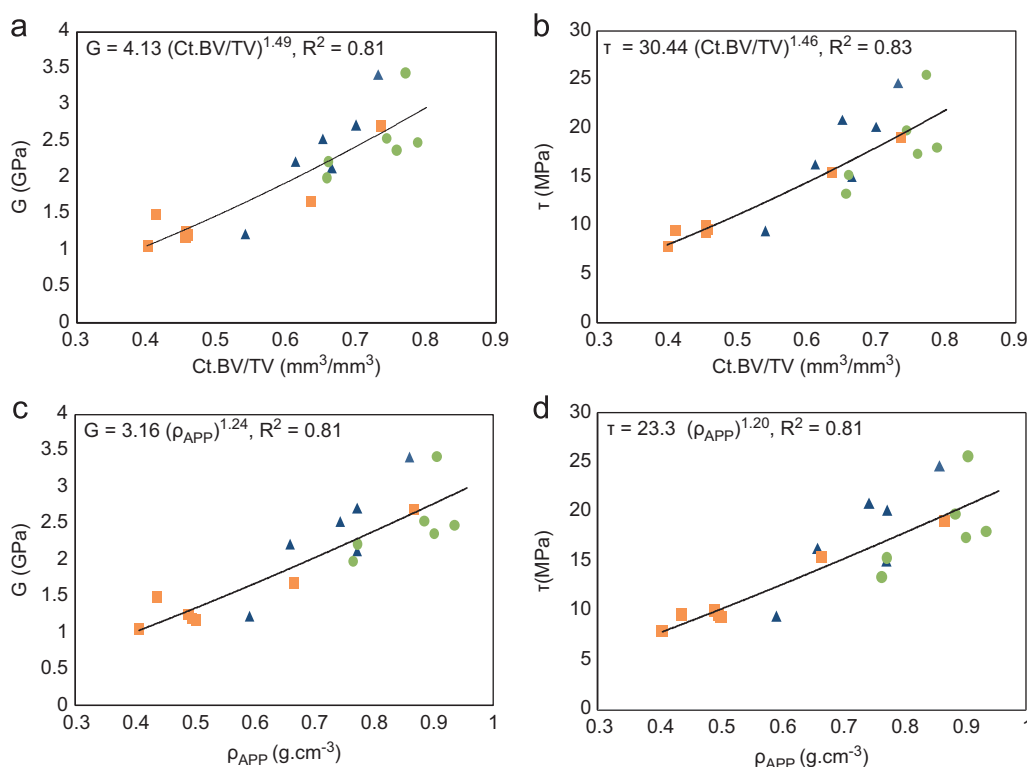 a
G = 4.13 (Ct.BV/TV)^1.49, R² = 0.81
4
3.5
3
2.5
2
1.5
1
0.5
0
G (GPa)
0.3 0.4 0.5 0.6 0.7 0.8 0.9
Ct.BV/TV (mm³/mm³)
b
τ = 30.44 (Ct.BV/TV)^1.46, R² = 0.83
30
25
20
15
10
5
0
τ (MPa)
0.3 0.4 0.5 0.6 0.7 0.8 0.9
Ct.BV/TV (mm³/mm³)
c
G = 3.16 (ρAPP)^1.24, R² = 0.81
4
3.5
3
2.5
2
1.5
1
0.5
0
G (GPa)
0.3 0.4 0.5 0.6 0.7 0.8 0.9 1
ρAPP (g.cm⁻³)
d
τ = 23.3 (ρAPP)^1.20, R² = 0.81
30
25
20
15
10
5
0
τ(MPa)
0.3 0.4 0.5 0.6 0.7 0.8 0.9 1
ρAPP (g.cm⁻³)